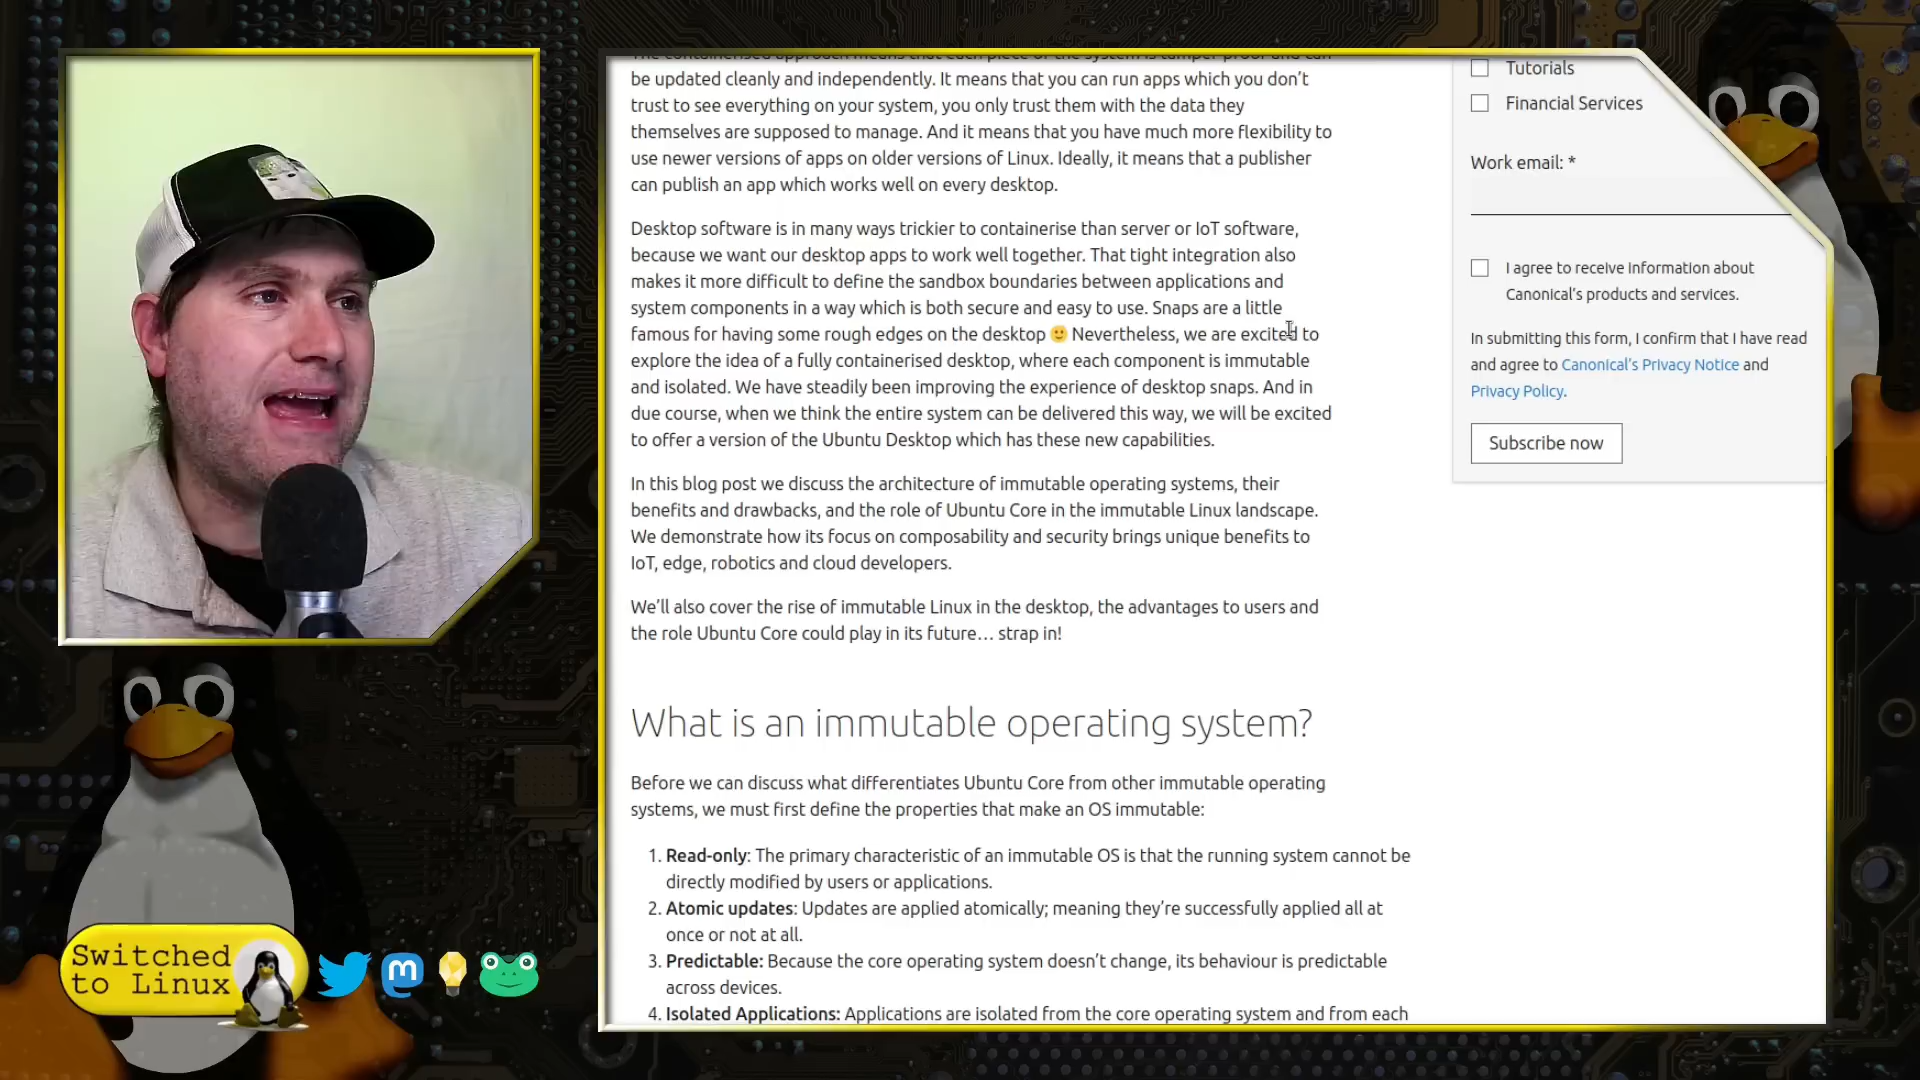 The containerised approach means that each piece of the system is tamper-proof and can
be updated cleanly and independently. It means that you can run apps which you don’t
trust to see everything on your system, you only trust them with the data they
themselves are supposed to manage. And it means that you have much more flexibility to
use newer versions of apps on older versions of Linux. Ideally, it means that a publisher
can publish an app which works well on every desktop.
Desktop software is in many ways trickier to containerise than server or IoT software,
because we want our desktop apps to work well together. That tight integration also
makes it more difficult to define the sandbox boundaries between applications and
system components in a way which is both secure and easy to use. Snaps are a little
famous for having some rough edges on the desktop 🙂 Nevertheless, we are excited to
explore the idea of a fully containerised desktop, where each component is immutable
and isolated. We have steadily been improving the experience of desktop snaps. And in
due course, when we think the entire system can be delivered this way, we will be excited
to offer a version of the Ubuntu Desktop which has these new capabilities.
In this blog post we discuss the architecture of immutable operating systems, their
benefits and drawbacks, and the role of Ubuntu Core in the immutable Linux landscape.
We demonstrate how its focus on composability and security brings unique benefits to
IoT, edge, robotics and cloud developers.
We’ll also cover the rise of immutable Linux in the desktop, the advantages to users and
the role Ubuntu Core could play in its future… strap in!
What is an immutable operating system?
Before we can discuss what differentiates Ubuntu Core from other immutable operating
systems, we must first define the properties that make an OS immutable:
1. Read-only: The primary characteristic of an immutable OS is that the running system cannot be
directly modified by users or applications.
2. Atomic updates: Updates are applied atomically; meaning they’re successfully applied all at
once or not at all.
3. Predictable: Because the core operating system doesn’t change, its behaviour is predictable
across devices.
4. Isolated Applications: Applications are isolated from the core operating system and from each
Tutorials
Financial Services
Work email: *
I agree to receive information about
Canonical’s products and services.
In submitting this form, I confirm that I have read
and agree to Canonical’s Privacy Notice and
Privacy Policy.
Subscribe now
Switched
to Linux
m